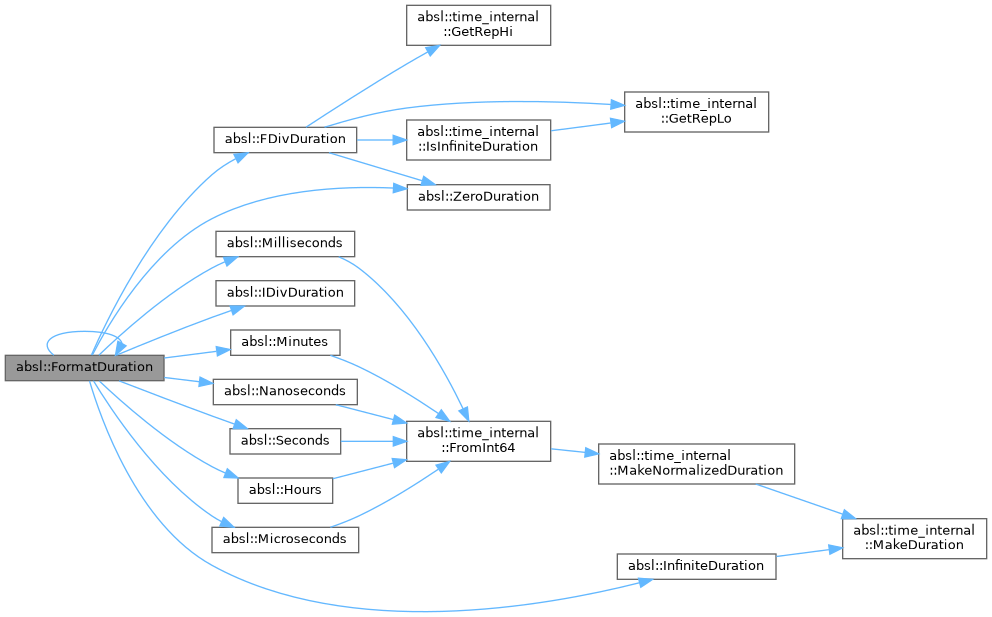 absl::time_internal
::GetRepHi
absl::time_internal
::GetRepLo
absl::FDivDuration
absl::time_internal
::IsInfiniteDuration
absl::ZeroDuration
absl::Milliseconds
absl::IDivDuration
absl::Minutes
absl::FormatDuration
absl::Nanoseconds
absl::Seconds
absl::time_internal
::FromInt64
absl::time_internal
::MakeNormalizedDuration
absl::Hours
absl::Microseconds
absl::time_internal
::MakeDuration
absl::InfiniteDuration